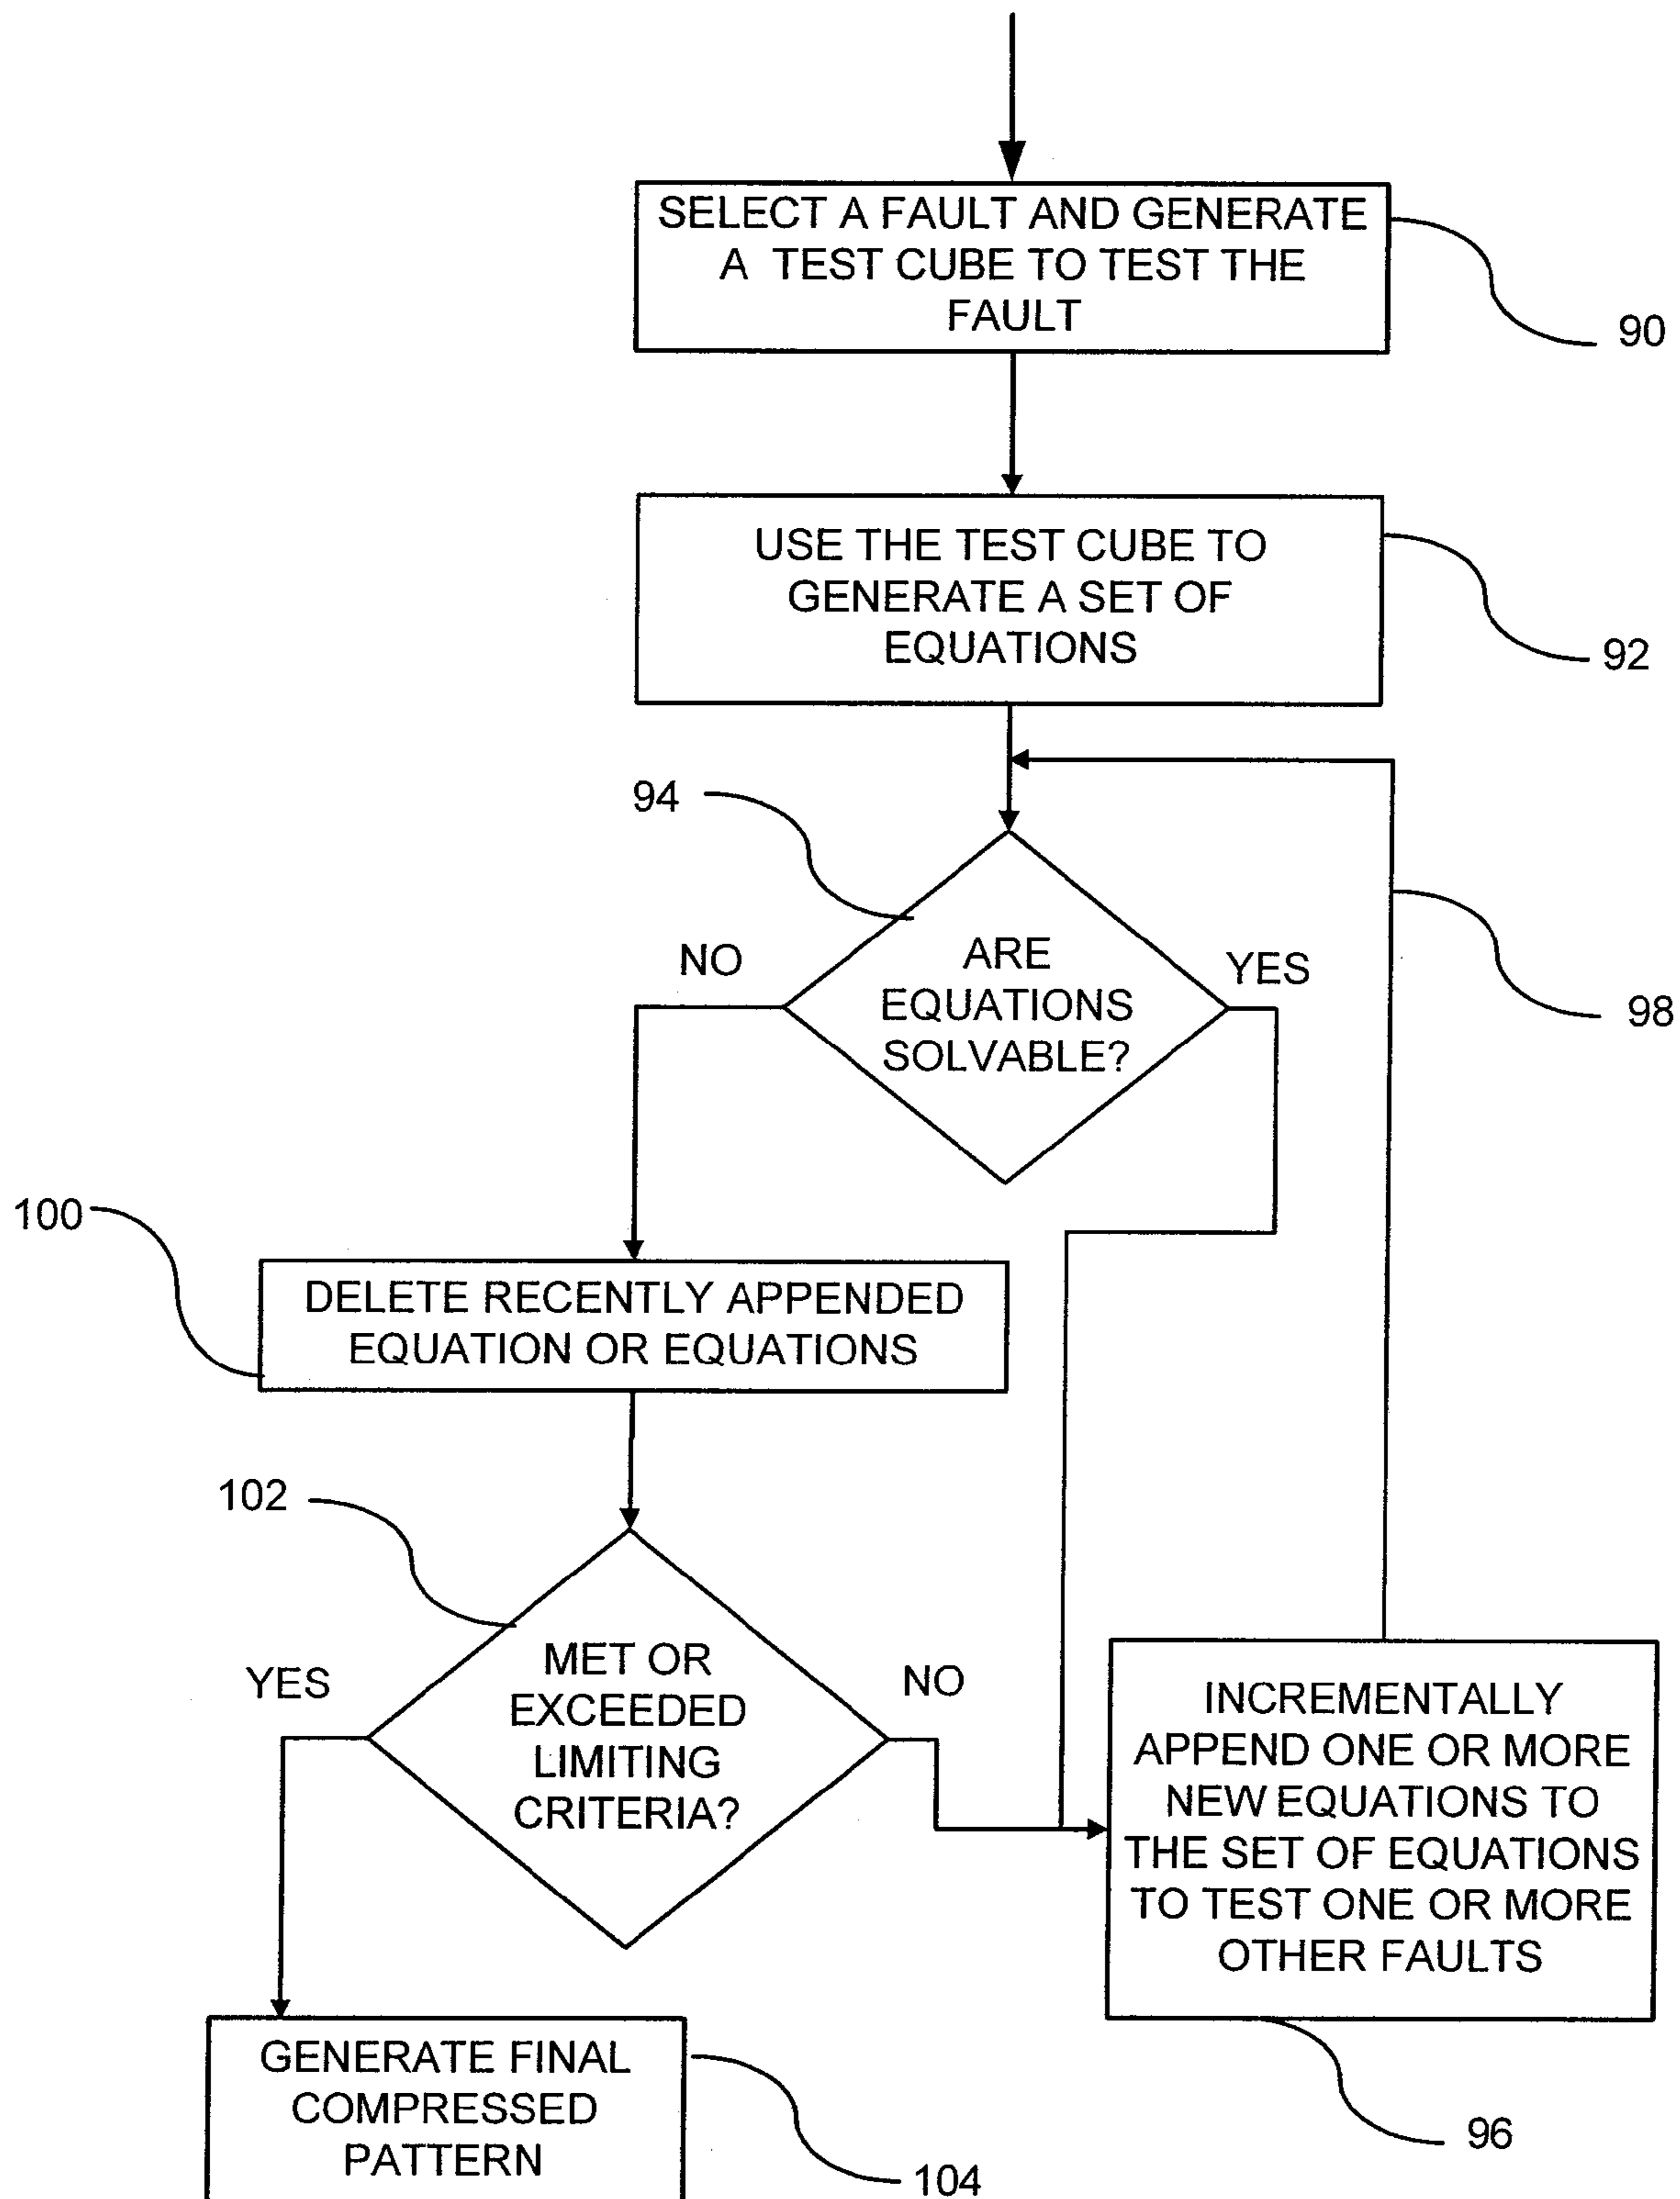 SELECT A FAULT AND GENERATE
A TEST CUBE TO TEST THE
FAULT
90
USE THE TEST CUBE TO
GENERATE A SET OF
EQUATIONS
92
94
NO
ARE
EQUATIONS
SOLVABLE?
YES
98
100
DELETE RECENTLY APPENDED
EQUATION OR EQUATIONS
102
YES
MET OR
EXCEEDED
LIMITING
CRITERIA?
NO
INCREMENTALLY
APPEND ONE OR MORE
NEW EQUATIONS TO
THE SET OF EQUATIONS
TO TEST ONE OR MORE
OTHER FAULTS
96
GENERATE FINAL
COMPRESSED
PATTERN
104